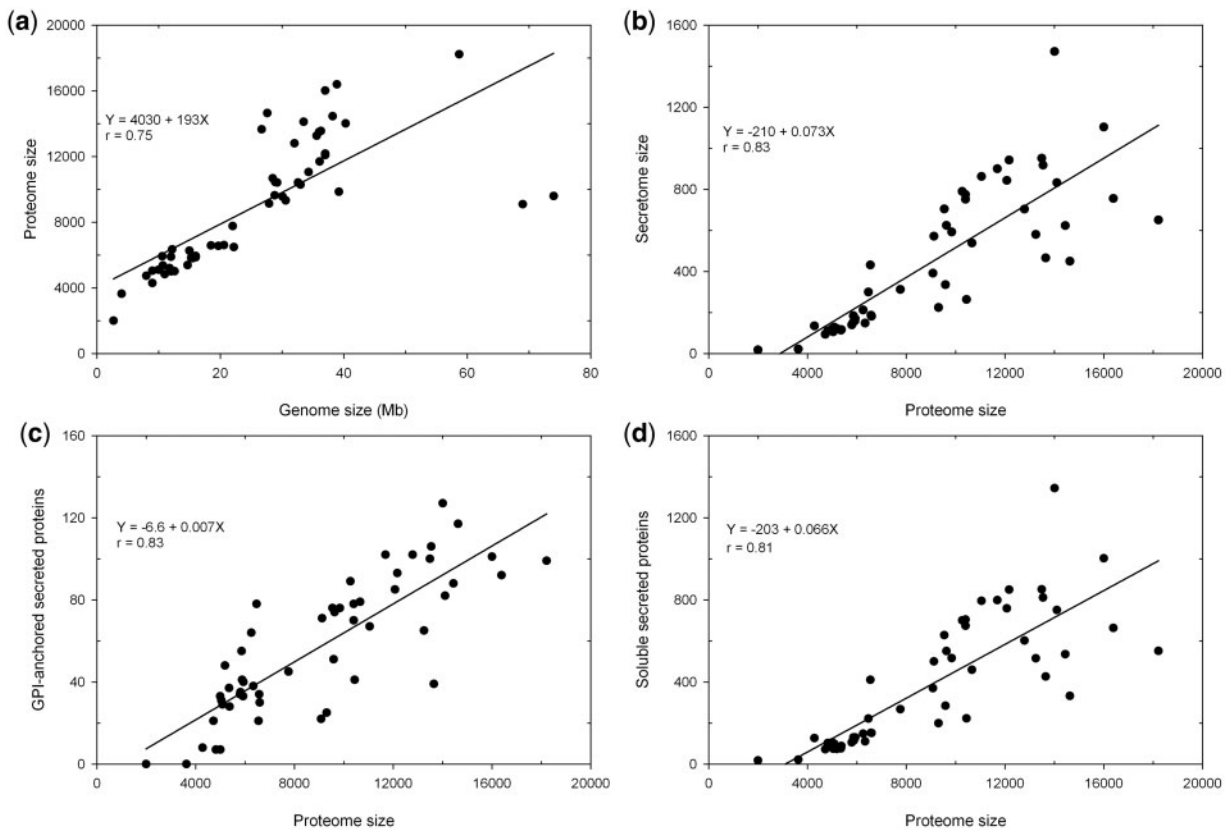 (a)
20000
16000
12000
8000
4000
0
Proteome size
Y = 4030 + 193X
r = 0.75
0 20 40 60 80
Genome size (Mb)
(b)
1600
1200
800
400
0
Secretome size
Y = -210 + 0.073X
r = 0.83
0 4000 8000 12000 16000 20000
Proteome size
(c)
160
120
80
40
0
GPI-anchored secreted proteins
Y = -6.6 + 0.007X
r = 0.83
0 4000 8000 12000 16000 20000
Proteome size
(d)
1600
1200
800
400
0
Soluble secreted proteins
Y = -203 + 0.066X
r = 0.81
0 4000 8000 12000 16000 20000
Proteome size